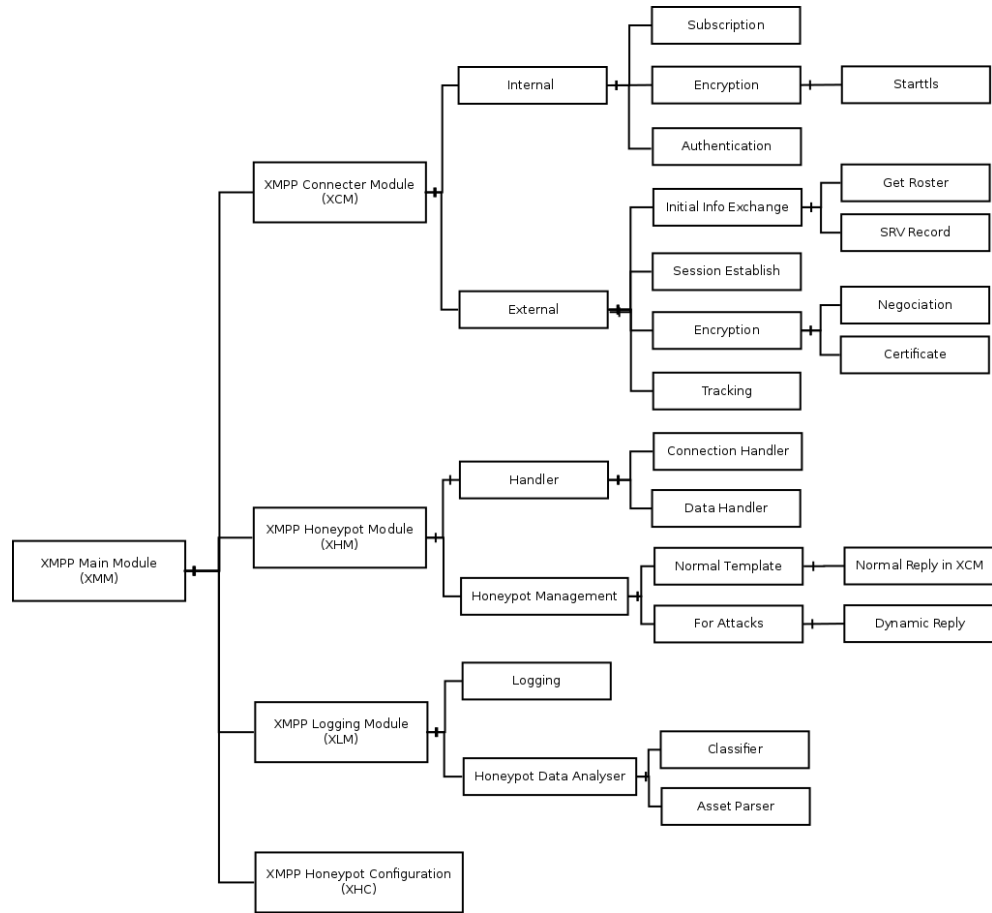 Subscription
Internal
Encryption
Starttls
Authentication
XMPP Connecter Module
(XCM)
Initial Info Exchange
Get Roster
SRV Record
Session Establish
External
Encryption
Negociation
Certificate
Tracking
Handler
Connection Handler
Data Handler
XMPP Honeypot Module
(XHM)
XMPP Main Module
(XMM)
Honeypot Management
Normal Template
Normal Reply in XCM
For Attacks
Dynamic Reply
Logging
XMPP Logging Module
(XLM)
Honeypot Data Analyser
Classifier
Asset Parser
XMPP Honeypot Configuration
(XHC)